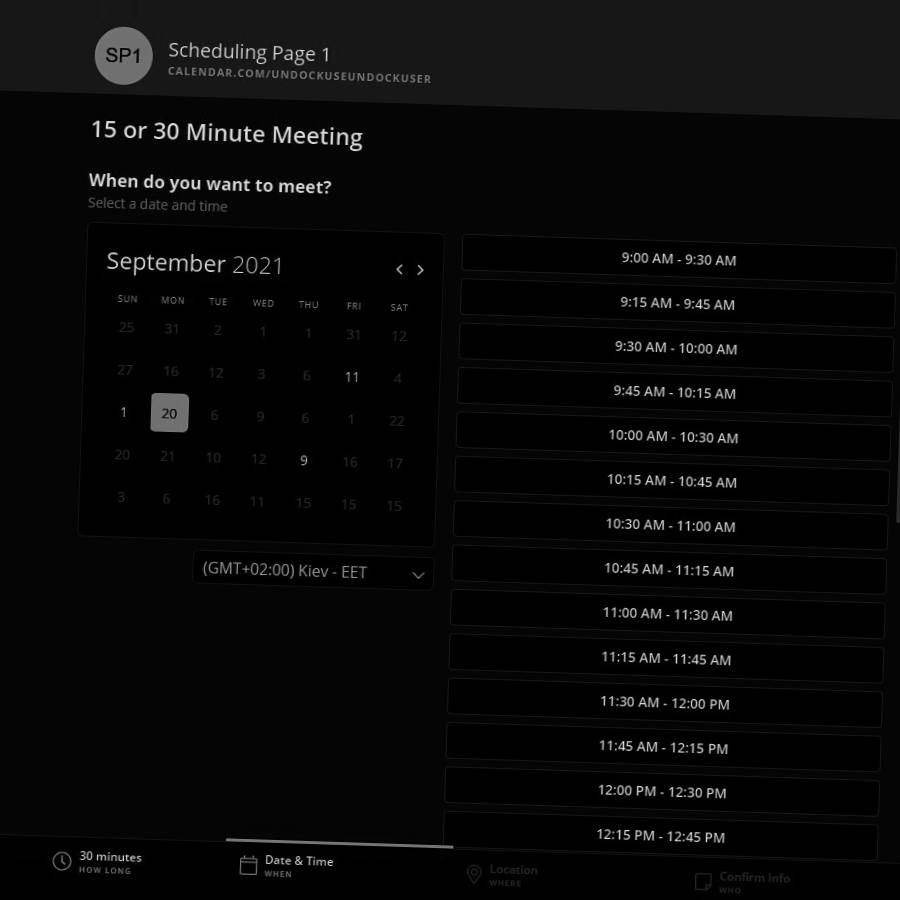 SP1
Scheduling Page 1
CALENDAR.COM/UNDOCKUSEUNDOCKUSER
15 or 30 Minute Meeting
When do you want to meet?
Select a date and time
September 2021
SUN MON TUE WED THU FRI SAT
25 31 2 1 1 31 12
27 16 12 3 6 11 4
1 20 6 9 6 1 22
20 21 10 12 9 16 17
3 6 16 11 15 15 15
(GMT+02:00) Kiev - EET
9:00 AM - 9:30 AM
9:15 AM - 9:45 AM
9:30 AM - 10:00 AM
9:45 AM - 10:15 AM
10:00 AM - 10:30 AM
10:15 AM - 10:45 AM
10:30 AM - 11:00 AM
10:45 AM - 11:15 AM
11:00 AM - 11:30 AM
11:15 AM - 11:45 AM
11:30 AM - 12:00 PM
11:45 AM - 12:15 PM
12:00 PM - 12:30 PM
12:15 PM - 12:45 PM
30 minutes
HOW LONG
Date & Time
WHEN
Location
WHERE
Confirm Info
WHO